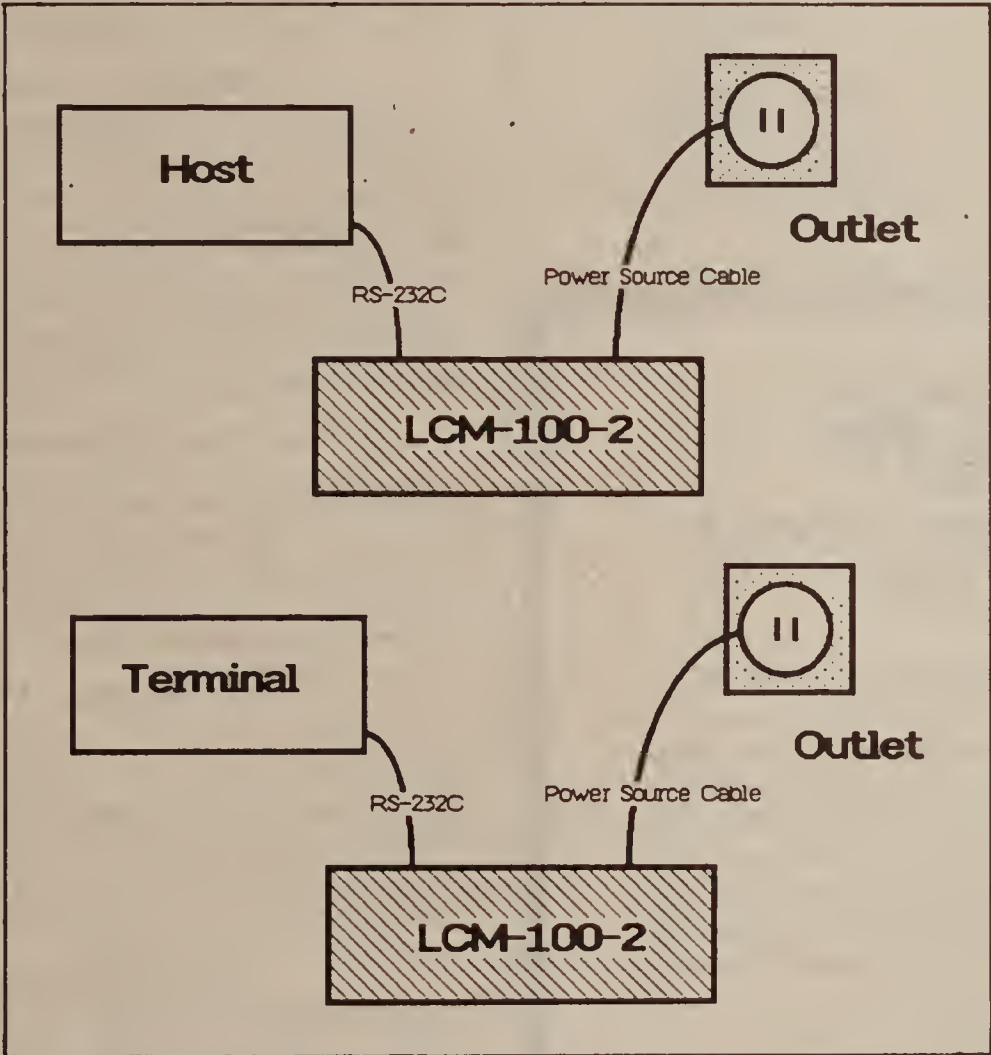 Host
Outlet
RS-232C
Power Source Cable
LCM-100-2
Terminal
Outlet
RS-232C
Power Source Cable
LCM-100-2